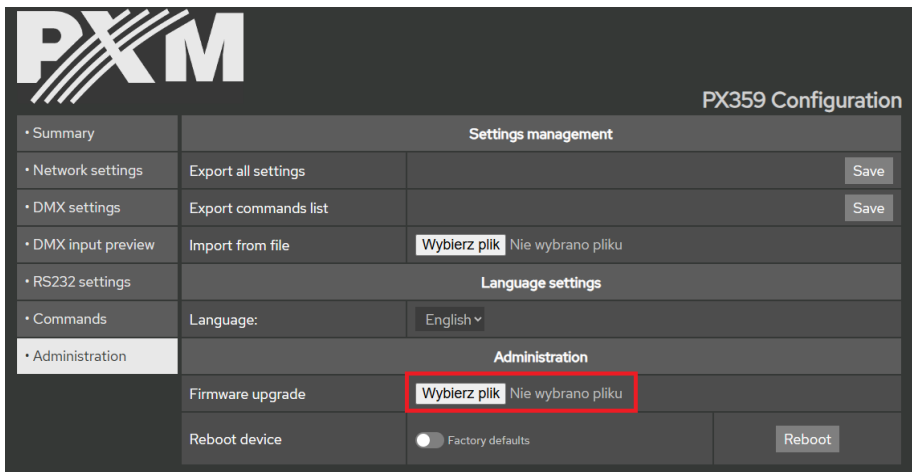 PXM
PX359 Configuration
• Summary
Settings management
• Network settings
Export all settings
Save
• DMX settings
Export commands list
Save
• DMX input preview
Import from file
Wybierz plik Nie wybrano pliku
• RS232 settings
Language settings
• Commands
Language:
English
• Administration
Administration
Firmware upgrade
Wybierz plik Nie wybrano pliku
Reboot device
Factory defaults
Reboot